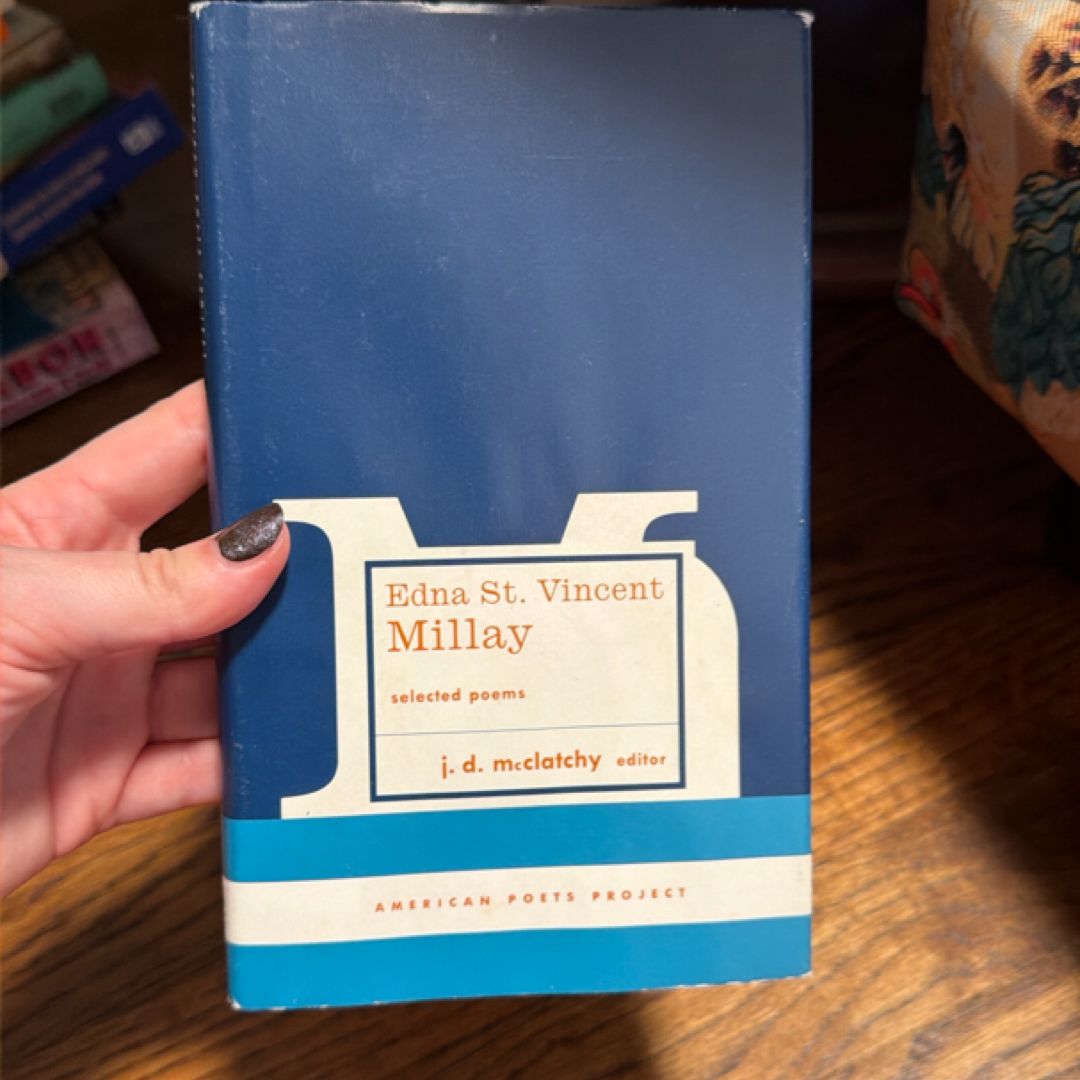 Edna St. Vincent
Millay
selected poems
j. d. mcclatchy editor
AMERICAN POETS PROJECT